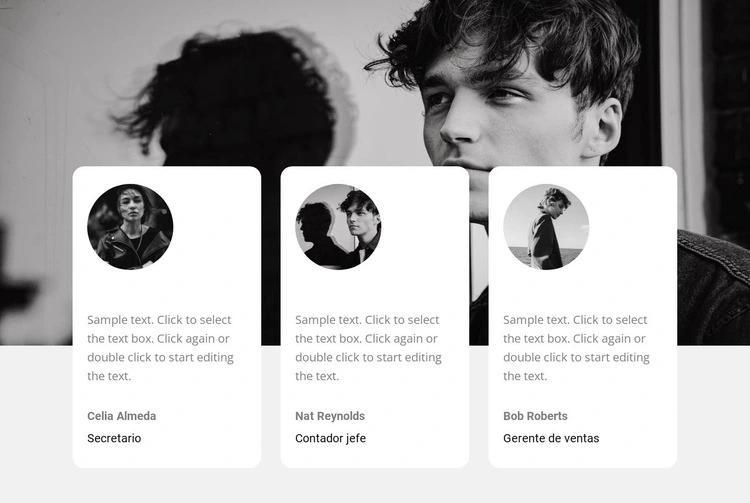 Sample text. Click to select
the text box. Click again or
double click to start editing
the text.
Celia Almeda
Secretario
Sample text. Click to select
the text box. Click again or
double click to start editing
the text.
Nat Reynolds
Contador jefe
Sample text. Click to select
the text box. Click again or
double click to start editing
the text.
Bob Roberts
Gerente de ventas